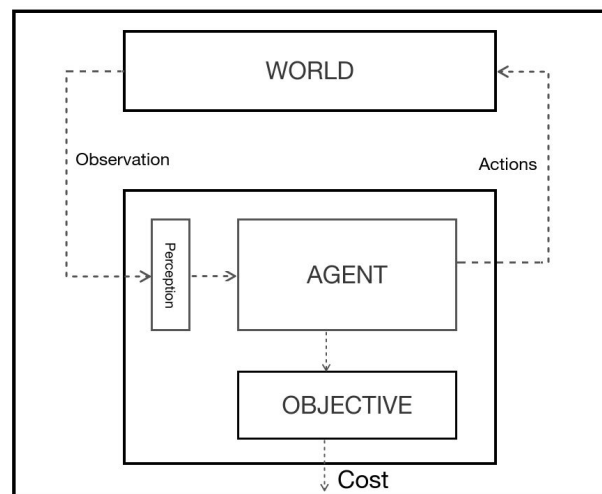 WORLD
Observation
Actions
Perception
AGENT
OBJECTIVE
Cost